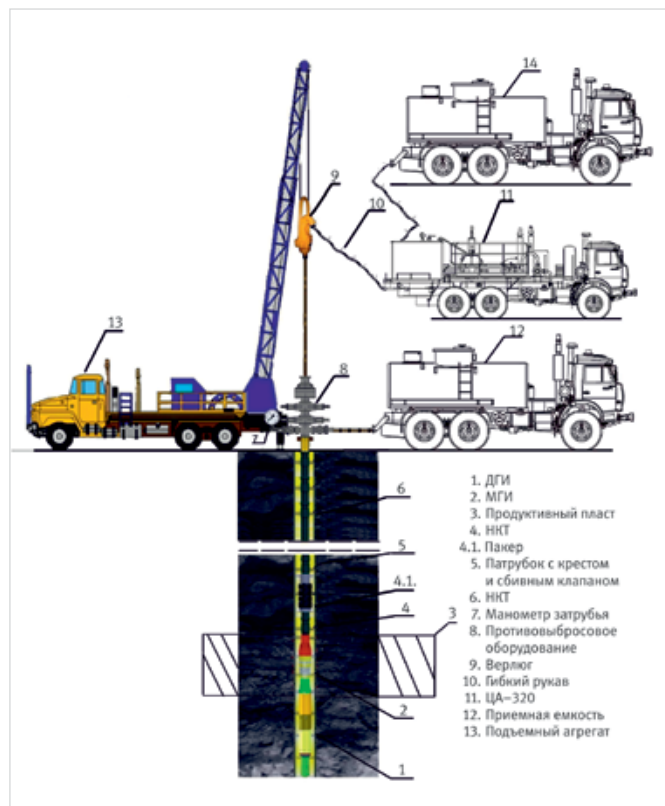 14
9
10
11
13
12
8
7
6
5
4.1.
4
3
2
1
1. ДГИ
2. МГИ
3. Продуктивный пласт
4. НКТ
4.1. Пакер
5. Патрубок с крестом
и сбивным клапаном
6. НКТ
7. Манометр затрубья
8. Противовыбросовое
оборудование
9. Верлюг
10. Гибкий рукав
11. ЦА–320
12. Приемная емкость
13. Подъемный агрегат